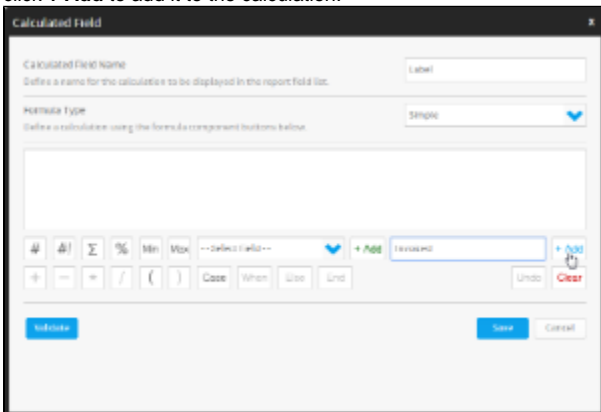 click + Add to add it to the calculation.
Calculated Field x
Calculated Field Name
Label
Define a name for the calculation to be displayed in the report field list.
Formula Type
Simple
Define a calculation using the formula component buttons below.
# #! Σ % Min Max --Select Field-- + Add Invoiced + Add
+ − * / ( ) Case When Else End Undo Clear
Validate Save Cancel